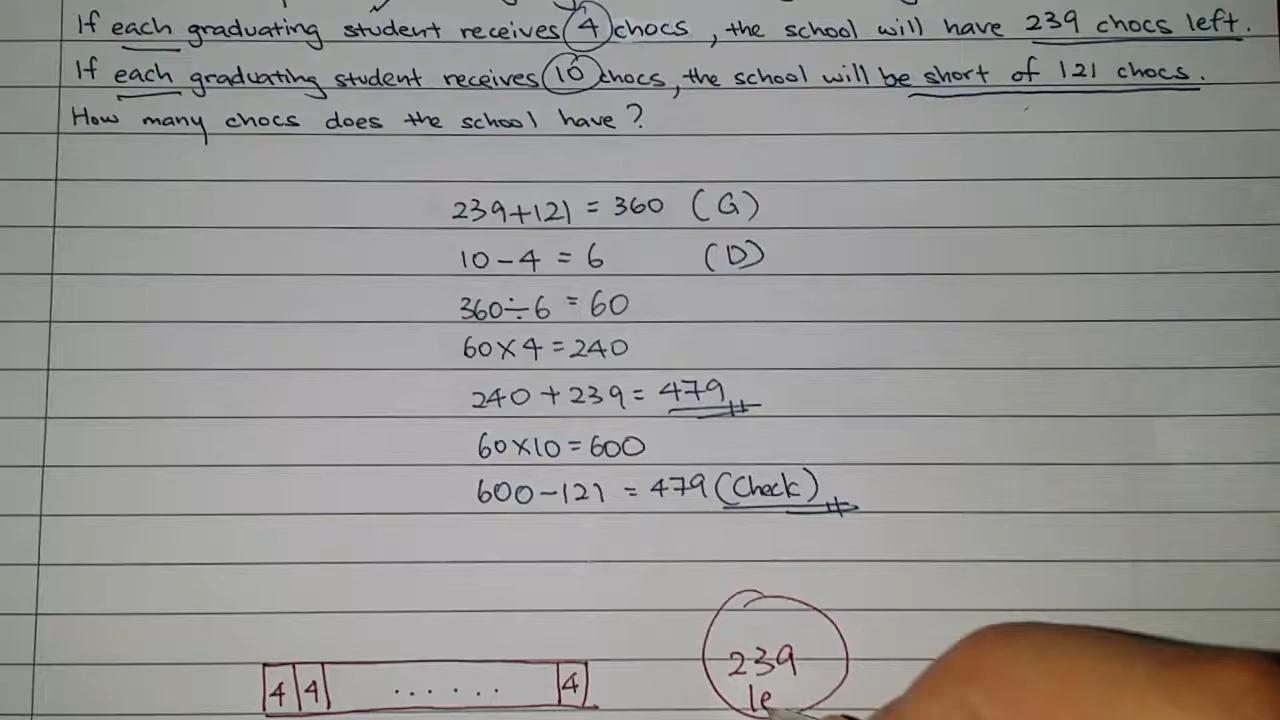 If each graduating student receives 4 chocs, the school will have 239 chocs left.
If each graduating student receives 10 chocs, the school will be short of 121 chocs.
How many chocs does the school have?
239+121 = 360 (G)
10-4 = 6 (D)
360÷6 = 60
60×4=240
240+239= 479
60×10=600
600-121 = 479 (Check)
4 4 ...... 4
239
le